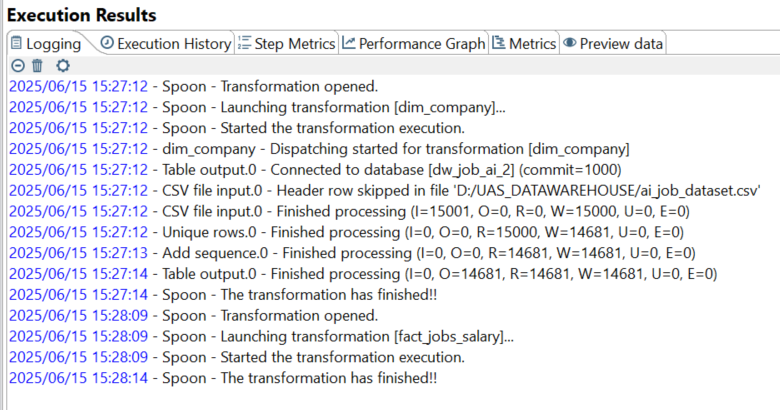 Execution Results
Logging Execution History Step Metrics Performance Graph Metrics Preview data
2025/06/15 15:27:12 - Spoon - Transformation opened.
2025/06/15 15:27:12 - Spoon - Launching transformation [dim_company]...
2025/06/15 15:27:12 - Spoon - Started the transformation execution.
2025/06/15 15:27:12 - dim_company - Dispatching started for transformation [dim_company]
2025/06/15 15:27:12 - Table output.0 - Connected to database [dw_job_ai_2] (commit=1000)
2025/06/15 15:27:12 - CSV file input.0 - Header row skipped in file 'D:/UAS_DATAWAREHOUSE/ai_job_dataset.csv'
2025/06/15 15:27:12 - CSV file input.0 - Finished processing (I=15001, O=0, R=0, W=15000, U=0, E=0)
2025/06/15 15:27:12 - Unique rows.0 - Finished processing (I=0, O=0, R=15000, W=14681, U=0, E=0)
2025/06/15 15:27:13 - Add sequence.0 - Finished processing (I=0, O=0, R=14681, W=14681, U=0, E=0)
2025/06/15 15:27:14 - Table output.0 - Finished processing (I=0, O=14681, R=14681, W=14681, U=0, E=0)
2025/06/15 15:27:14 - Spoon - The transformation has finished!!
2025/06/15 15:28:09 - Spoon - Transformation opened.
2025/06/15 15:28:09 - Spoon - Launching transformation [fact_jobs_salary]...
2025/06/15 15:28:09 - Spoon - Started the transformation execution.
2025/06/15 15:28:14 - Spoon - The transformation has finished!!